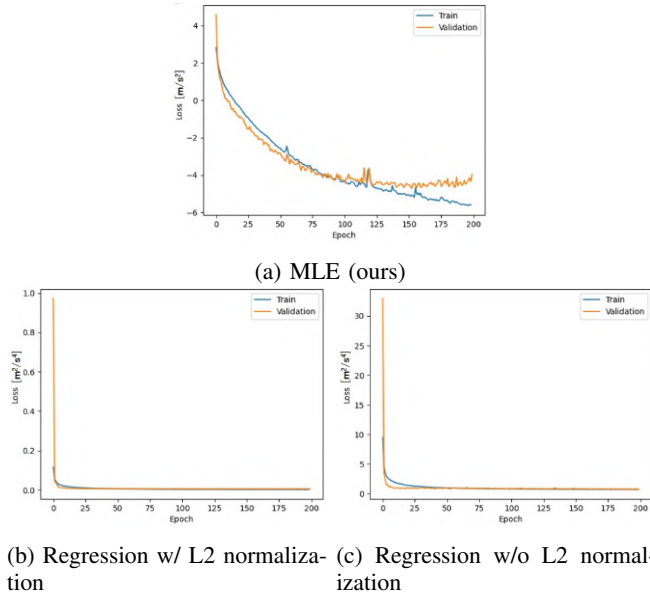 Train
Validation
Loss [m/s²]
4
2
0
−2
−4
−6
0 25 50 75 100 125 150 175 200
Epoch
(a) MLE (ours)
Train
Validation
Loss [m²/s⁴]
1.0
0.8
0.6
0.4
0.2
0.0
0 25 50 75 100 125 150 175 200
Epoch
Train
Validation
Loss [m²/s⁴]
30
25
20
15
10
5
0
0 25 50 75 100 125 150 175 200
Epoch
(b) Regression w/ L2 normaliza-
tion
(c) Regression w/o L2 normal-
ization